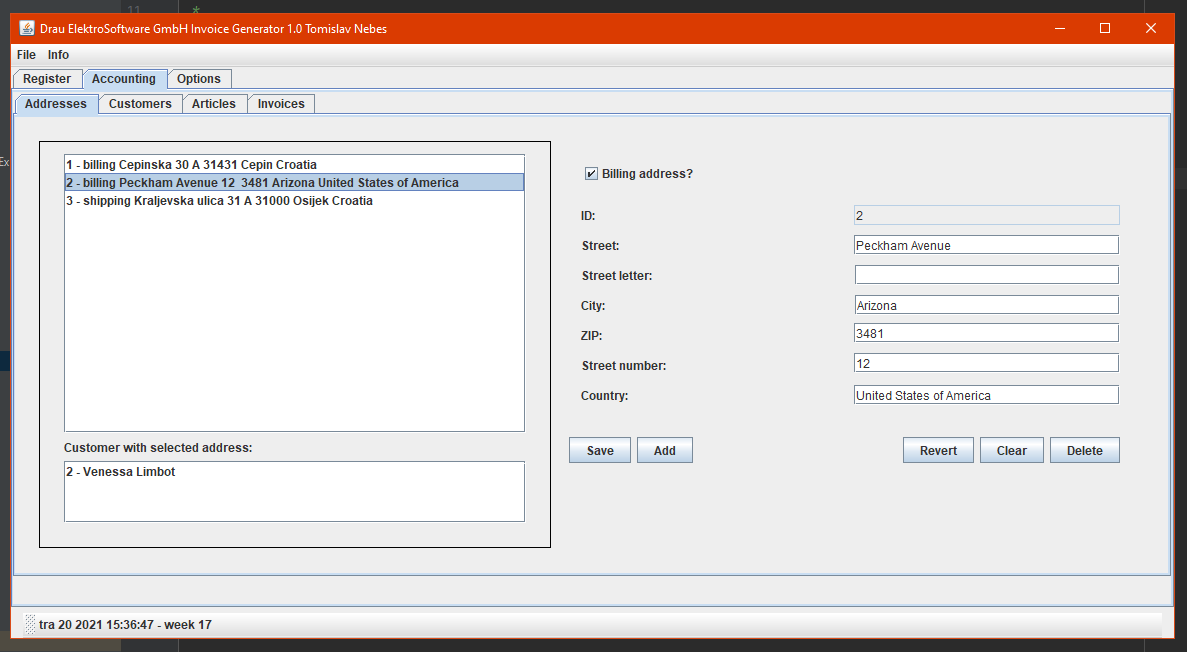 11 *
Drau ElektroSoftware GmbH Invoice Generator 1.0 Tomislav Nebes
File Info
Register Accounting Options
Addresses Customers Articles Invoices
Ex
1 - billing Cepinska 30 A 31431 Cepin Croatia
2 - billing Peckham Avenue 12  3481 Arizona United States of America
3 - shipping Kraljevska ulica 31 A 31000 Osijek Croatia
Customer with selected address:
2 - Venessa Limbot
Billing address?
ID: 2
Street: Peckham Avenue
Street letter:
City: Arizona
ZIP: 3481
Street number: 12
Country: United States of America
Save Add Revert Clear Delete
tra 20 2021 15:36:47 - week 17